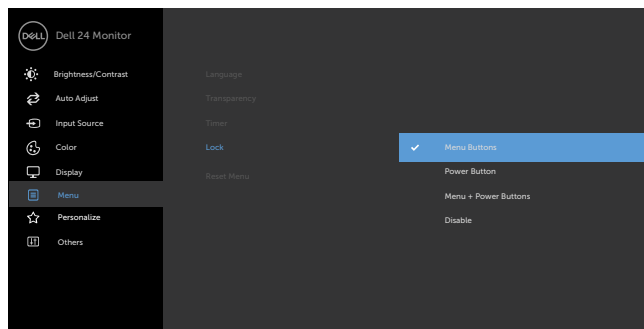 DELL
Dell 24 Monitor
Brightness/Contrast
Auto Adjust
Input Source
Color
Display
Menu
Personalize
Others
Language
Transparency
Timer
Lock
Reset Menu
Menu Buttons
Power Button
Menu + Power Buttons
Disable